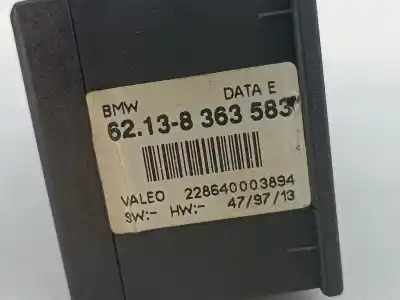 BMW DATA E
62.13-8 363 583
VALEO 228640003894
SW:- HW:- 47/97/13